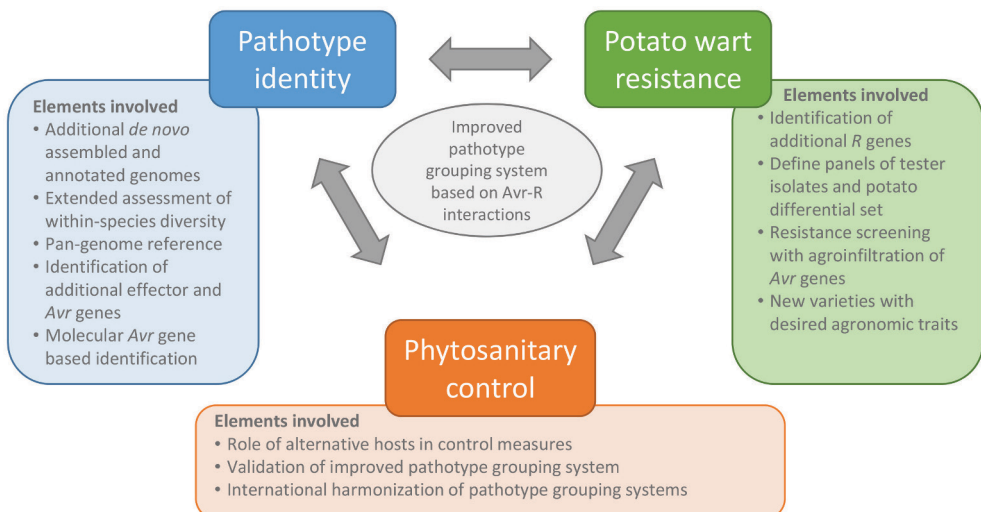 Pathotype
identity
Elements involved
• Additional de novo
assembled and
annotated genomes
• Extended assessment of
within-species diversity
• Pan-genome reference
• Identification of
additional effector and
Avr genes
• Molecular Avr gene
based identification
Improved
pathotype
grouping system
based on Avr-R
interactions
Potato wart
resistance
Elements involved
• Identification of
additional R genes
• Define panels of tester
isolates and potato
differential set
• Resistance screening
with agroinfiltration of
Avr genes
• New varieties with
desired agronomic traits
Phytosanitary
control
Elements involved
• Role of alternative hosts in control measures
• Validation of improved pathotype grouping system
• International harmonization of pathotype grouping systems